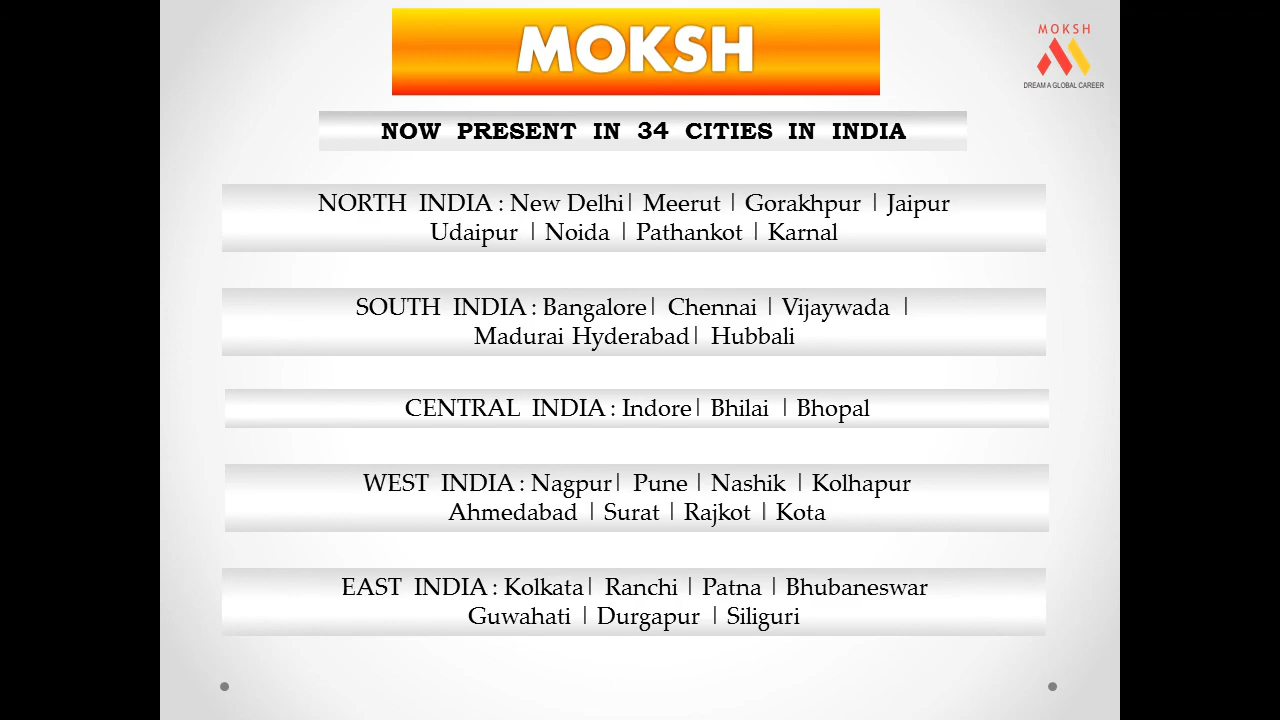 MOKSH
MOKSH
DREAM A GLOBAL CAREER
NOW PRESENT IN 34 CITIES IN INDIA
NORTH INDIA : New Delhi| Meerut | Gorakhpur | Jaipur
Udaipur | Noida | Pathankot | Karnal
SOUTH INDIA : Bangalore| Chennai | Vijaywada |
Madurai Hyderabad| Hubbali
CENTRAL INDIA : Indore| Bhilai | Bhopal
WEST INDIA : Nagpur| Pune | Nashik | Kolhapur
Ahmedabad | Surat | Rajkot | Kota
EAST INDIA : Kolkata| Ranchi | Patna | Bhubaneswar
Guwahati | Durgapur | Siliguri